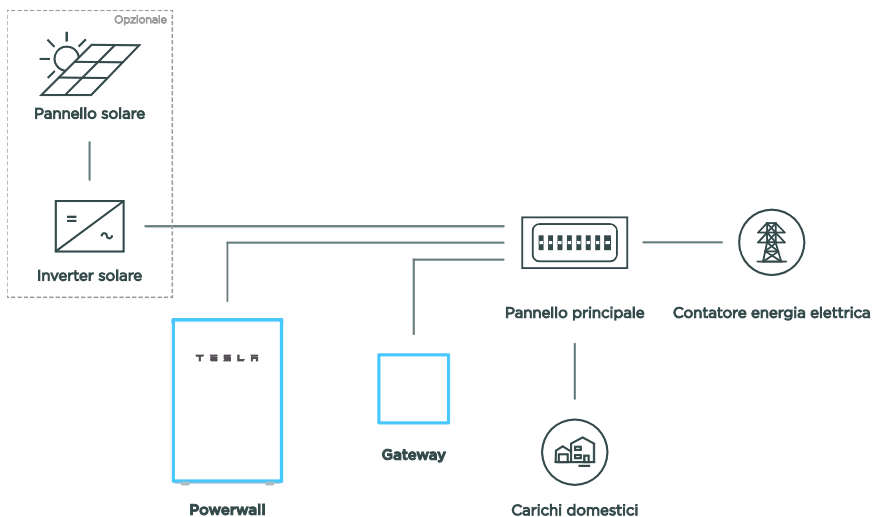 Opzionale
Pannello solare
Inverter solare
Pannello principale
Contatore energia elettrica
TESLA
Gateway
Powerwall
Carichi domestici